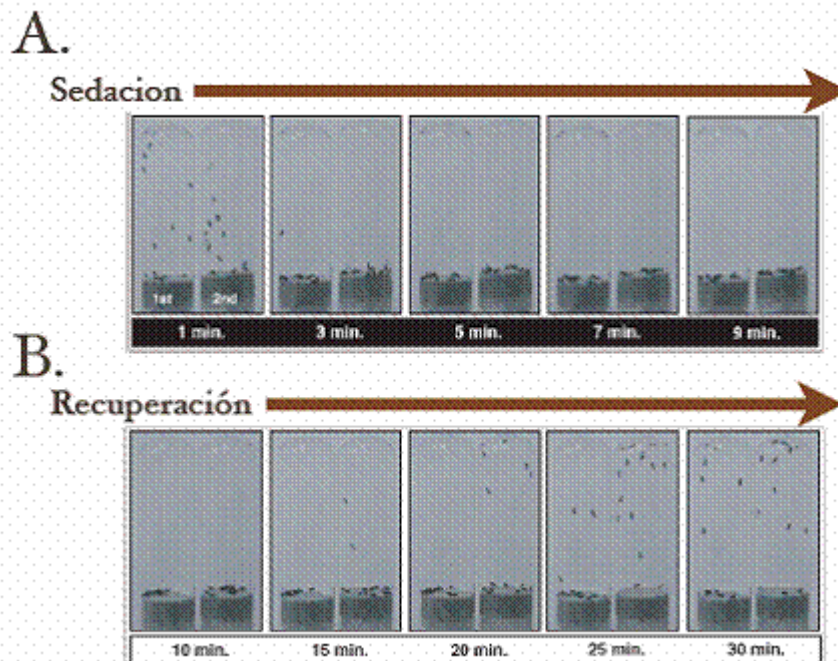 A.
Sedacion
1st 2nd
1 min. 3 min. 5 min. 7 min. 9 min.
B.
Recuperación
10 min. 15 min. 20 min. 25 min. 30 min.